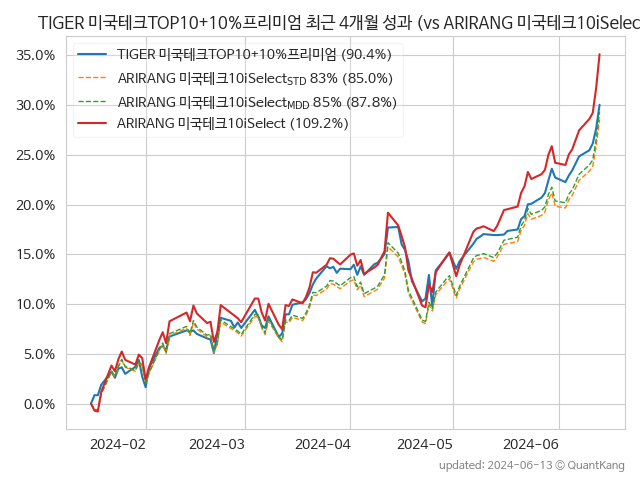 TIGER 미국테크TOP10+10%프리미엄 최근 4개월 성과 (vs ARIRANG 미국테크10iSelec
35.0%
30.0%
25.0%
20.0%
15.0%
10.0%
5.0%
0.0%
TIGER 미국테크TOP10+10%프리미엄 (90.4%)
ARIRANG 미국테크10iSelect_STD 83% (85.0%)
ARIRANG 미국테크10iSelect_MDD 85% (87.8%)
ARIRANG 미국테크10iSelect (109.2%)
2024-02 2024-03 2024-04 2024-05 2024-06
updated: 2024-06-13 © QuantKang